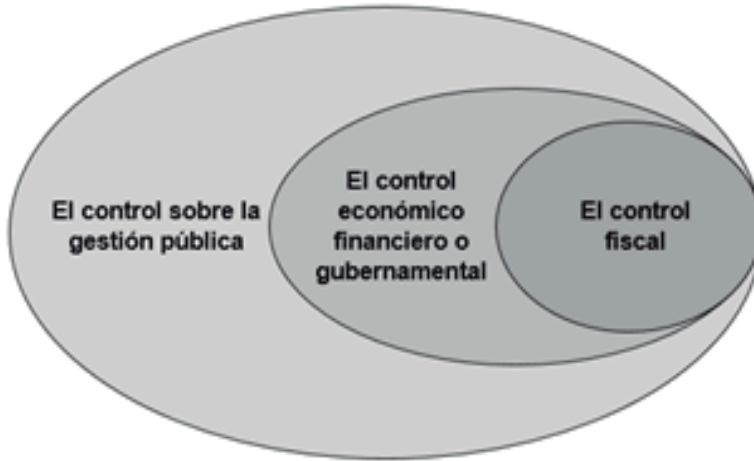 El control sobre la
gestión pública
El control
económico
financiero o
gubernamental
El control
fiscal